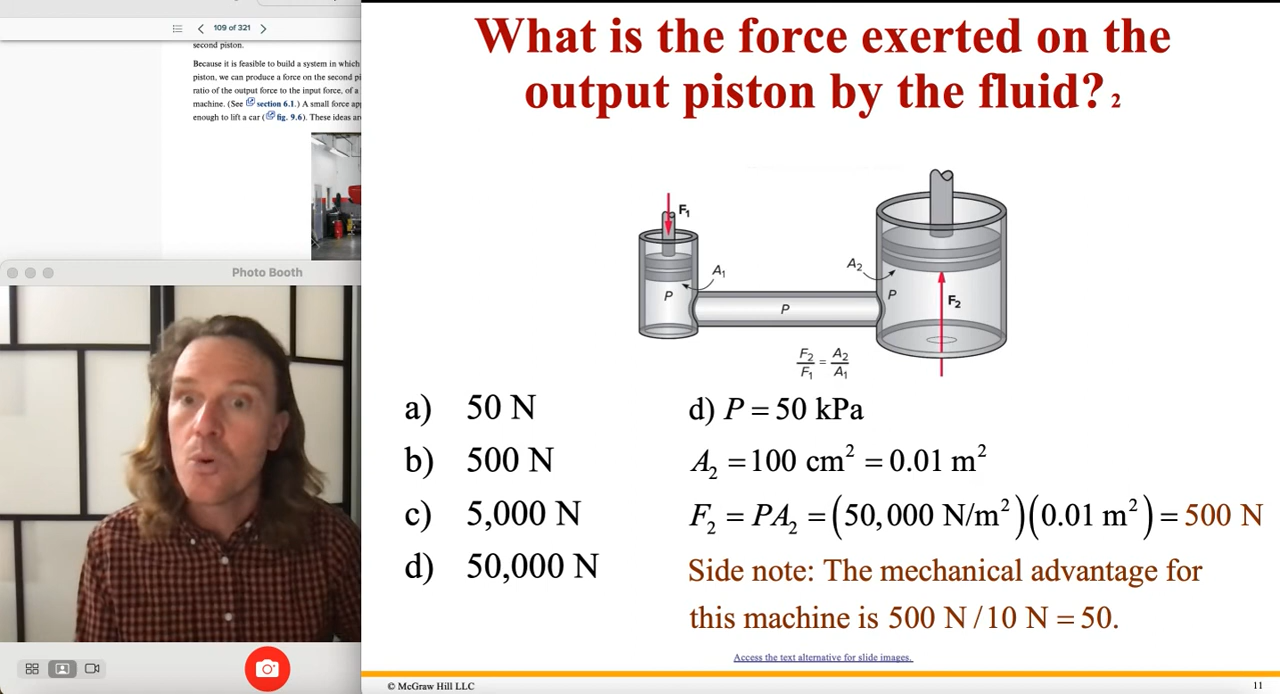 109 of 321
second piston.
Because it is feasible to build a system in which
piston, we can produce a force on the second pi
ratio of the output force to the input force, of a
machine. (See section 6.1.) A small force ap
enough to lift a car (fig. 9.6). These ideas ar
Photo Booth
What is the force exerted on the
output piston by the fluid? 2
F₁
A₁
A₂
P
P
P
F₂
F₂/F₁ = A₂/A₁
a) 50 N
b) 500 N
c) 5,000 N
d) 50,000 N
d) P = 50 kPa
A₂ = 100 cm² = 0.01 m²
F₂ = PA₂ = (50,000 N/m²)(0.01 m²) = 500 N
Side note: The mechanical advantage for
this machine is 500 N / 10 N = 50.
Access the text alternative for slide images.
© McGraw Hill LLC
11